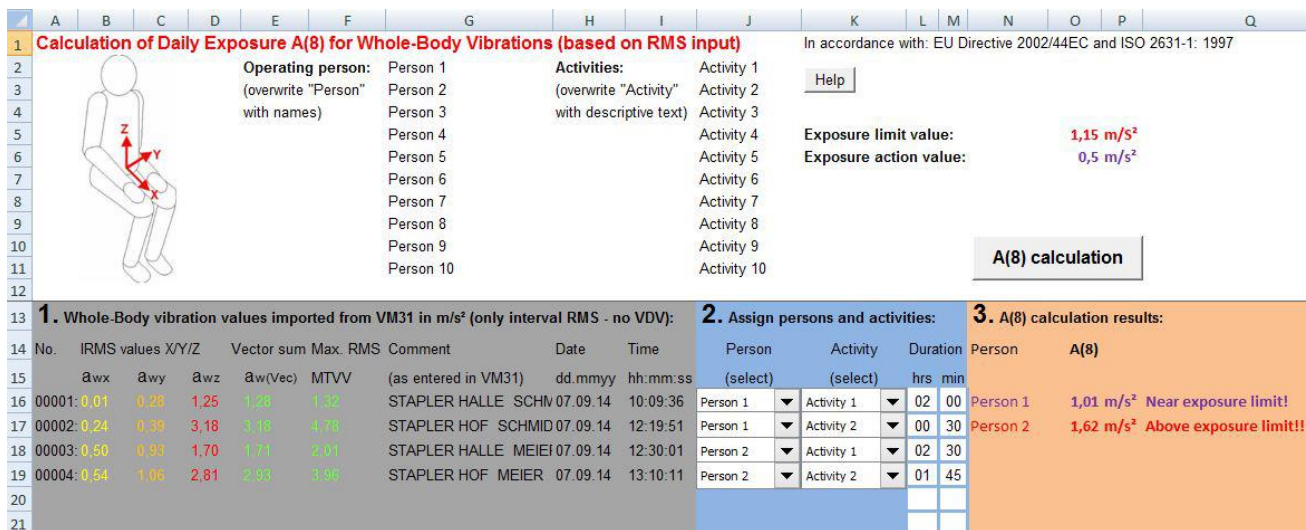 A B C D E F G H I J K L M N O P Q
1 Calculation of Daily Exposure A(8) for Whole-Body Vibrations (based on RMS input) In accordance with: EU Directive 2002/44EC and ISO 2631-1: 1997
2 Operating person: Person 1 Activities: Activity 1
Help
3 (overwrite "Person" Person 2 (overwrite "Activity" Activity 2
4 with names) Person 3 with descriptive text) Activity 3
5 Z Person 4 Activity 4 Exposure limit value: 1,15 m/S²
6 Y Person 5 Activity 5 Exposure action value: 0,5 m/s²
7 Person 6 Activity 6
8 X Person 7 Activity 7
9 Person 8 Activity 8
10 Person 9 Activity 9
A(8) calculation
11 Person 10 Activity 10
12
13 1. Whole-Body vibration values imported from VM31 in m/s² (only interval RMS - no VDV): 2. Assign persons and activities: 3. A(8) calculation results:
14 No. IRMS values X/Y/Z Vector sum Max. RMS Comment Date Time Person Activity Duration Person A(8)
15 awx awy awz aw(Vec) MTVV (as entered in VM31) dd.mmyy hh:mm:ss (select) (select) hrs min
16 00001: 0,01 0,28 1,25 1,28 1,32 STAPLER HALLE SCHM 07.09.14 10:09:36 Person 1 Activity 1 02 00 Person 1 1,01 m/s² Near exposure limit!
17 00002: 0,24 0,39 3,18 3,18 4,78 STAPLER HOF SCHMID 07.09.14 12:19:51 Person 1 Activity 2 00 30 Person 2 1,62 m/s² Above exposure limit!!
18 00003: 0,50 0,93 1,70 1,71 2,01 STAPLER HALLE MEIER 07.09.14 12:30:01 Person 2 Activity 1 02 30
19 00004: 0,54 1,06 2,81 2,93 3,96 STAPLER HOF MEIER 07.09.14 13:10:11 Person 2 Activity 2 01 45
20
21